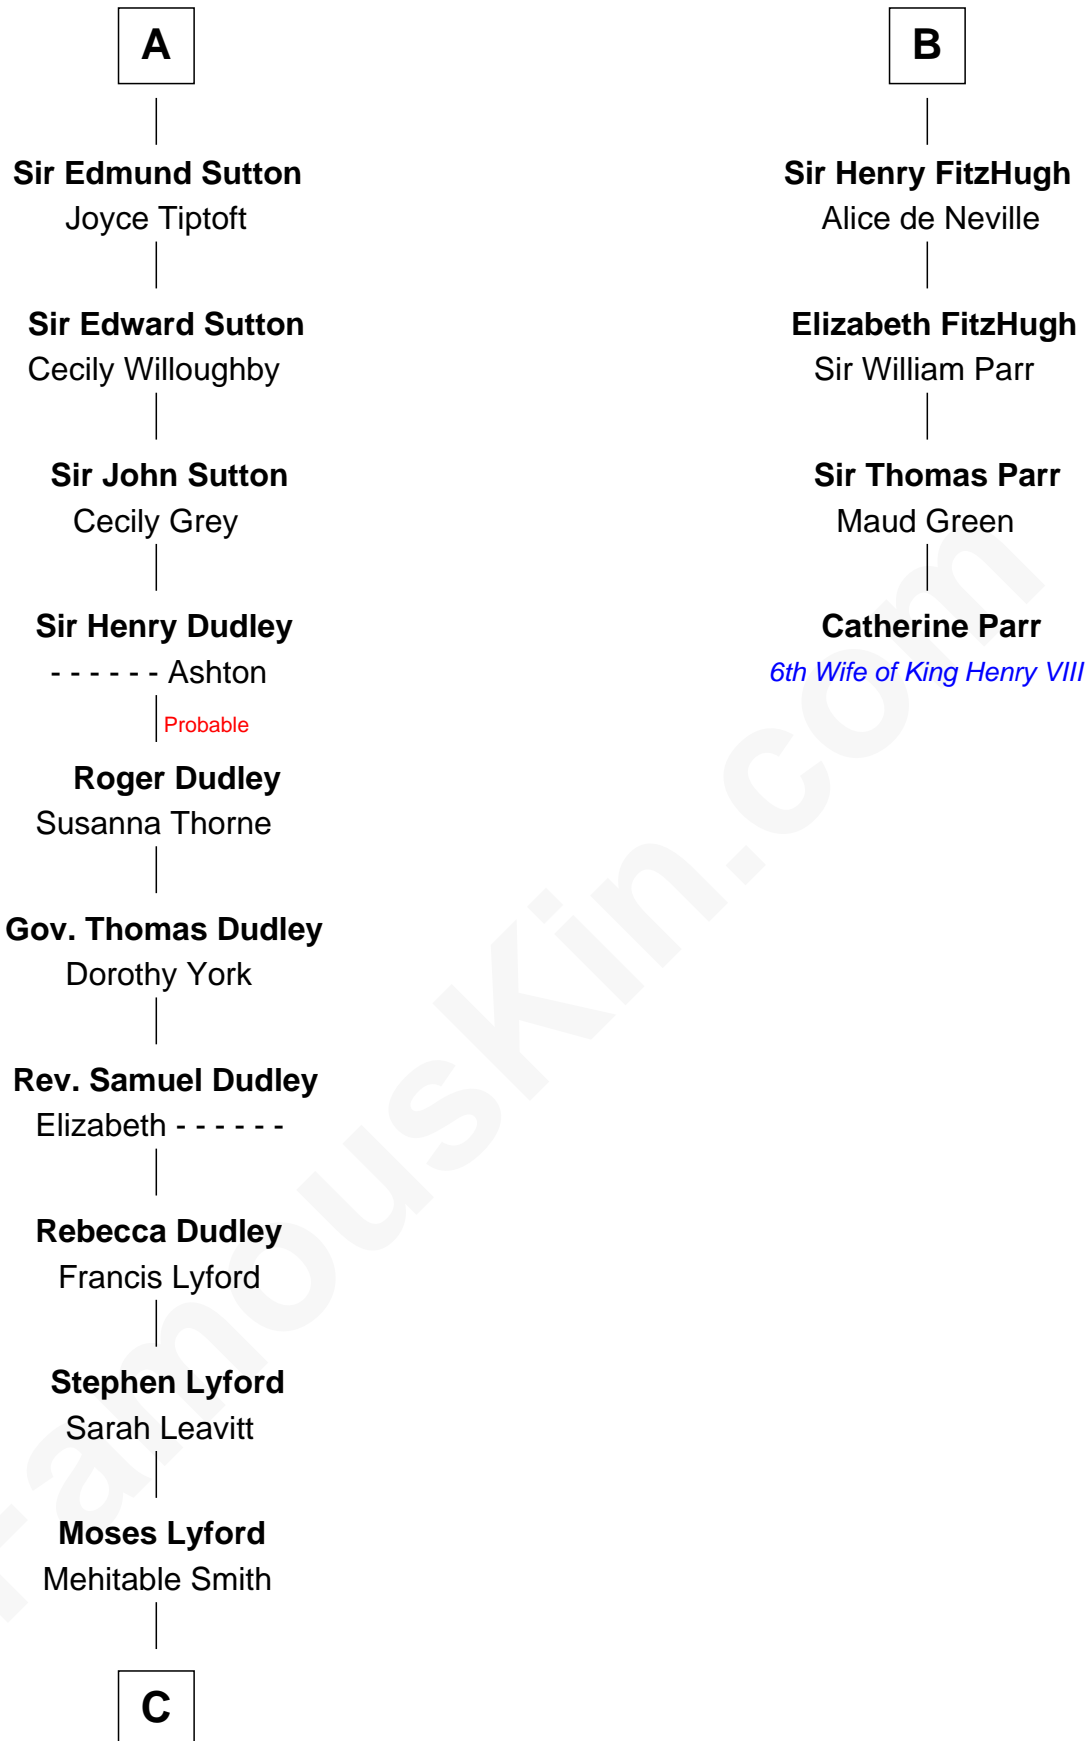 A
Sir Edmund Sutton
Joyce Tiptoft
Sir Edward Sutton
Cecily Willoughby
Sir John Sutton
Cecily Grey
Sir Henry Dudley
- - - - - - Ashton
Probable
Roger Dudley
Susanna Thorne
Gov. Thomas Dudley
Dorothy York
Rev. Samuel Dudley
Elizabeth - - - - - -
Rebecca Dudley
Francis Lyford
Stephen Lyford
Sarah Leavitt
Moses Lyford
Mehitable Smith
C
B
Sir Henry FitzHugh
Alice de Neville
Elizabeth FitzHugh
Sir William Parr
Sir Thomas Parr
Maud Green
Catherine Parr
6th Wife of King Henry VIII
FamousKin.com